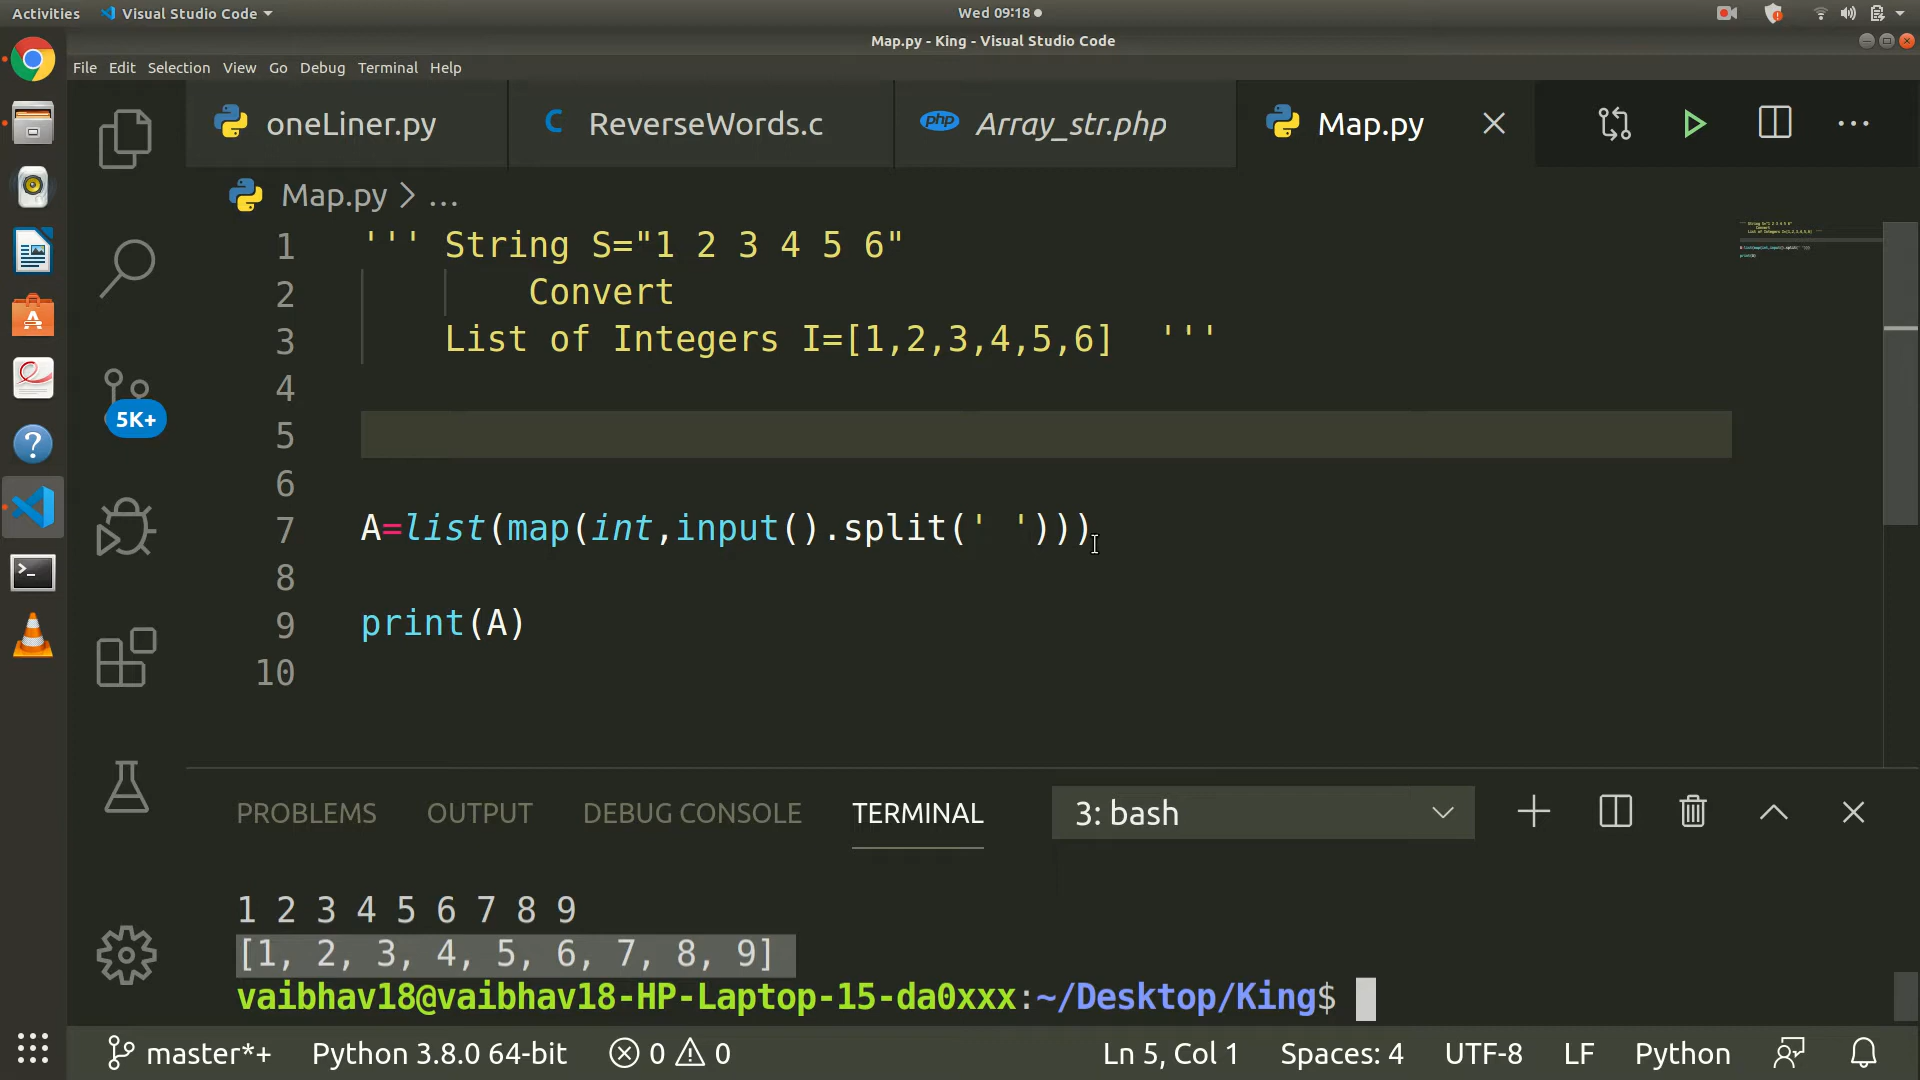 Activities Visual Studio Code Wed 09:18
Map.py - King - Visual Studio Code
File Edit Selection View Go Debug Terminal Help
oneLiner.py C ReverseWords.c php Array_str.php Map.py
Map.py > ...
1 ''' String S="1 2 3 4 5 6"
2 Convert
3 List of Integers I=[1,2,3,4,5,6] '''
4
5
6
7 A=list(map(int,input().split(' ')))
8
9 print(A)
10
5K+
PROBLEMS OUTPUT DEBUG CONSOLE TERMINAL 3: bash
1 2 3 4 5 6 7 8 9
[1, 2, 3, 4, 5, 6, 7, 8, 9]
vaibhav18@vaibhav18-HP-Laptop-15-da0xxx:~/Desktop/King$
master*+ Python 3.8.0 64-bit 0 0 Ln 5, Col 1 Spaces: 4 UTF-8 LF Python